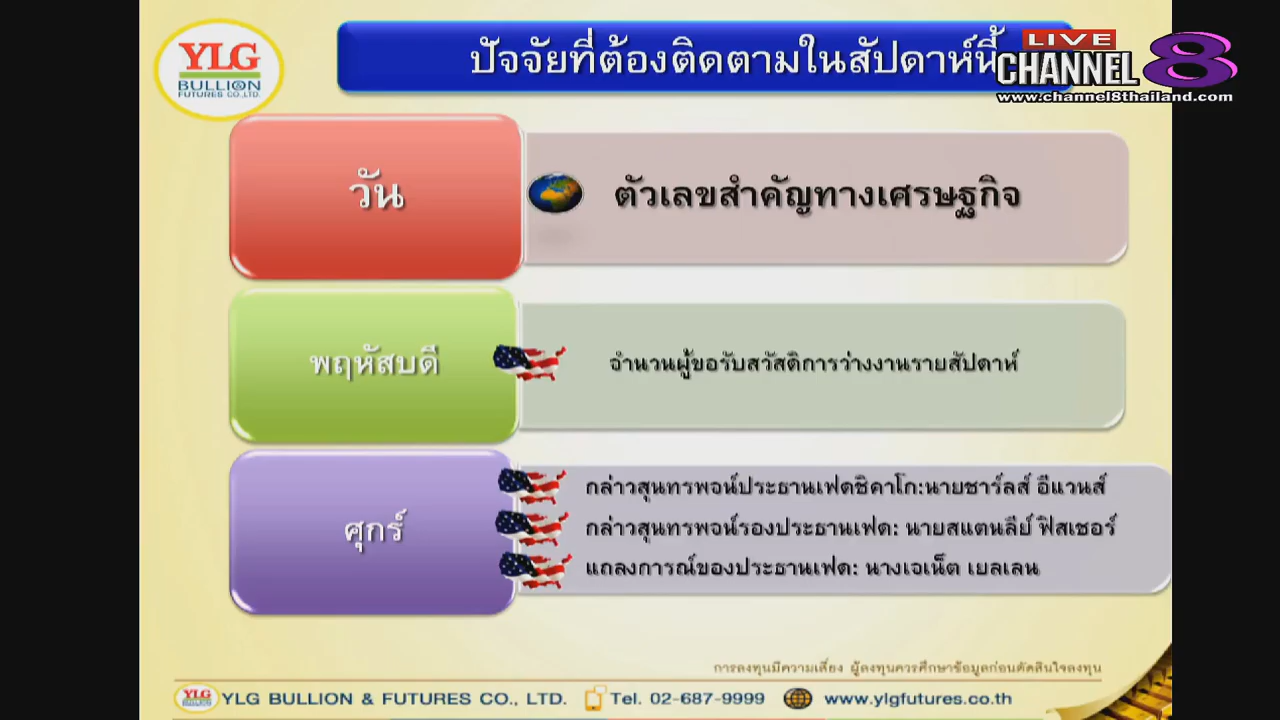 YLG
BULLION
FUTURES CO.,LTD.
ปัจจัยที่ต้องติดตามในสัปดาห์นี้
LIVE
CHANNEL 8
www.channel8thailand.com
วัน
ตัวเลขสำคัญทางเศรษฐกิจ
พฤหัสบดี
จำนวนผู้ขอรับสวัสดิการว่างงานรายสัปดาห์
ศุกร์
กล่าวสุนทรพจน์ประธานเฟดชิคาโก:นายชาร์ลส์ อีแวนส์
กล่าวสุนทรพจน์รองประธานเฟด: นายสแตนลีย์ ฟิสเชอร์
แถลงการณ์ของประธานเฟด: นางเจเน็ต เยลเลน
การลงทุนมีความเสี่ยง ผู้ลงทุนควรศึกษาข้อมูลก่อนตัดสินใจลงทุน
YLG BULLION & FUTURES CO., LTD. Tel. 02-687-9999 www.ylgfutures.co.th